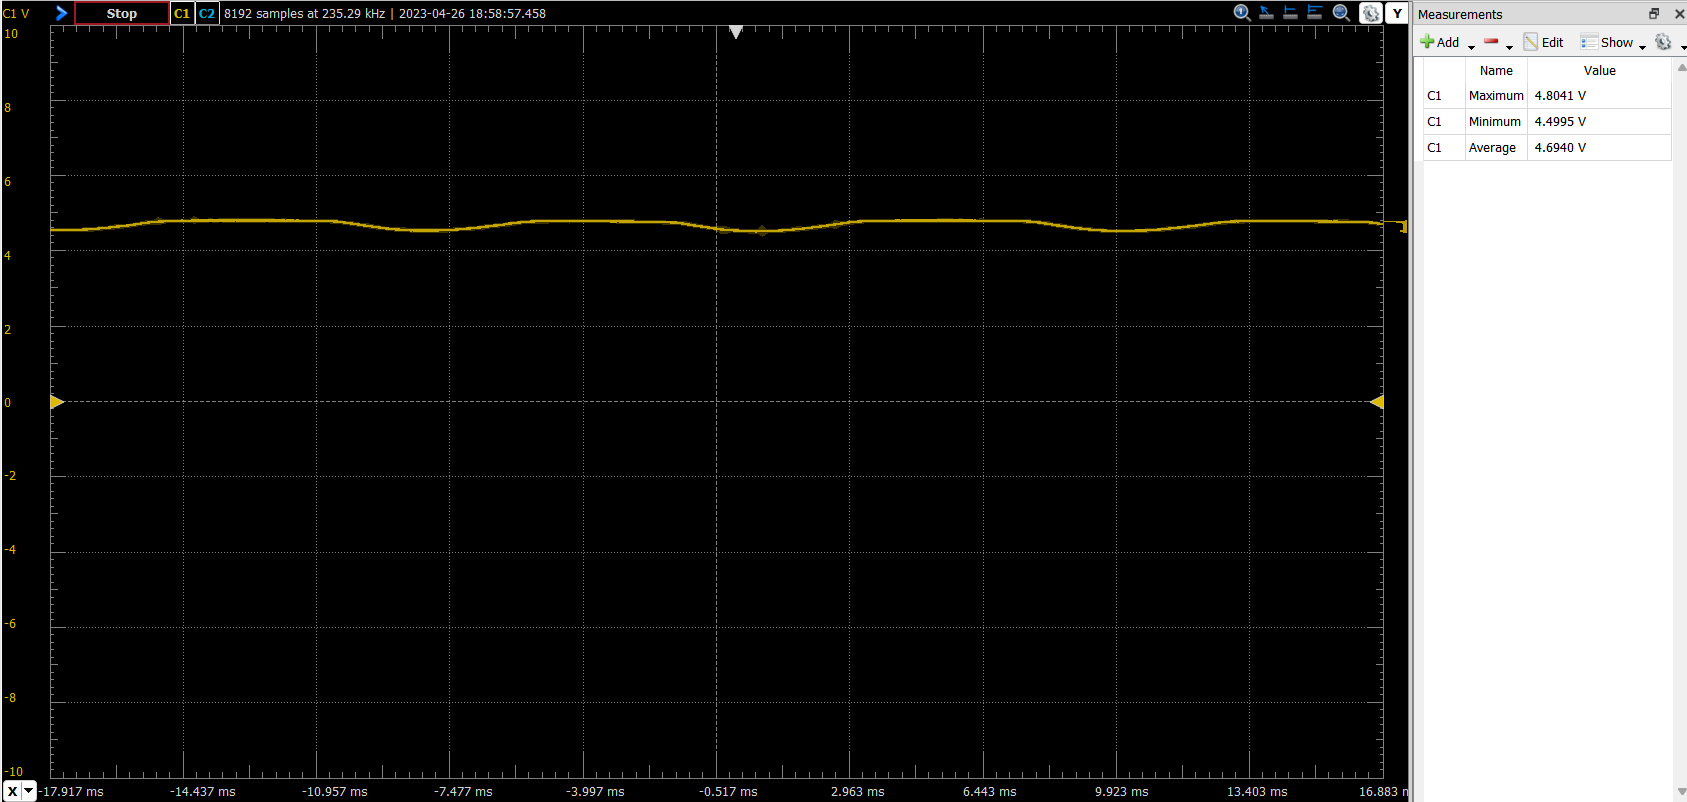 C1 V Stop C1 C2 8192 samples at 235.29 kHz | 2023-04-26 18:58:57.458 Y
10
8
6
4
2
0
-2
-4
-6
-8
-10
X -17.917 ms -14.437 ms -10.957 ms -7.477 ms -3.997 ms -0.517 ms 2.963 ms 6.443 ms 9.923 ms 13.403 ms 16.883 m
Measurements
Add Edit Show
Name Value
C1 Maximum 4.8041 V
C1 Minimum 4.4995 V
C1 Average 4.6940 V